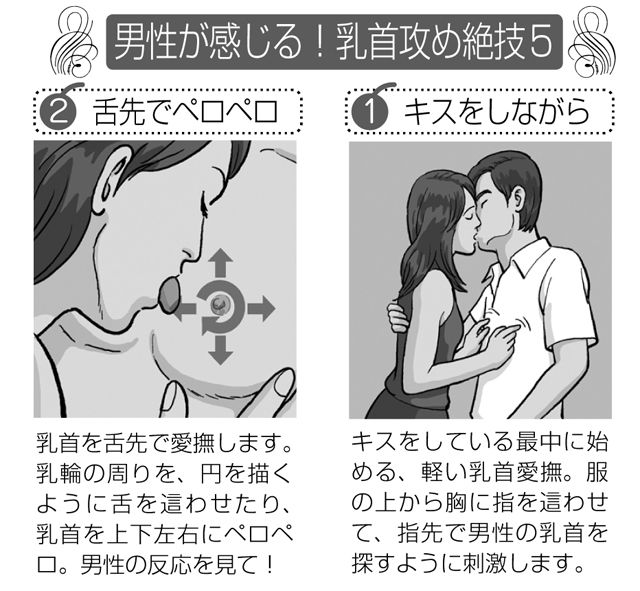 男性が感じる！乳首攻め絶技５
① キスをしながら
キスをしている最中に始
める、軽い乳首愛撫。服
の上から胸に指を這わせ
て、指先で男性の乳首を
探すように刺激します。
② 舌先でペロペロ
乳首を舌先で愛撫します。
乳輪の周りを、円を描く
ように舌を這わせたり、
乳首を上下左右にペロペ
ロ。男性の反応を見て！